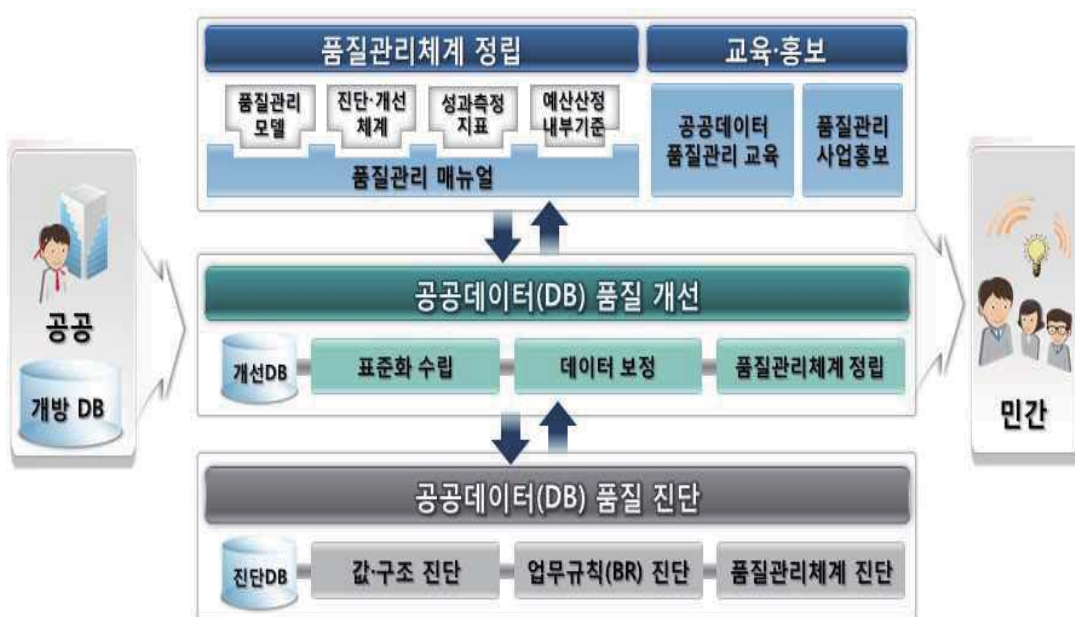 품질관리체계 정립
교육·홍보
품질관리
모델
진단·개선
체계
성과측정
지표
예산산정
내부기준
품질관리 매뉴얼
공공데이터
품질관리 교육
품질관리
사업홍보
공공
개방 DB
공공데이터(DB) 품질 개선
개선DB
표준화 수립
데이터 보정
품질관리체계 정립
공공데이터(DB) 품질 진단
진단DB
값·구조 진단
업무규칙(BR) 진단
품질관리체계 진단
민간